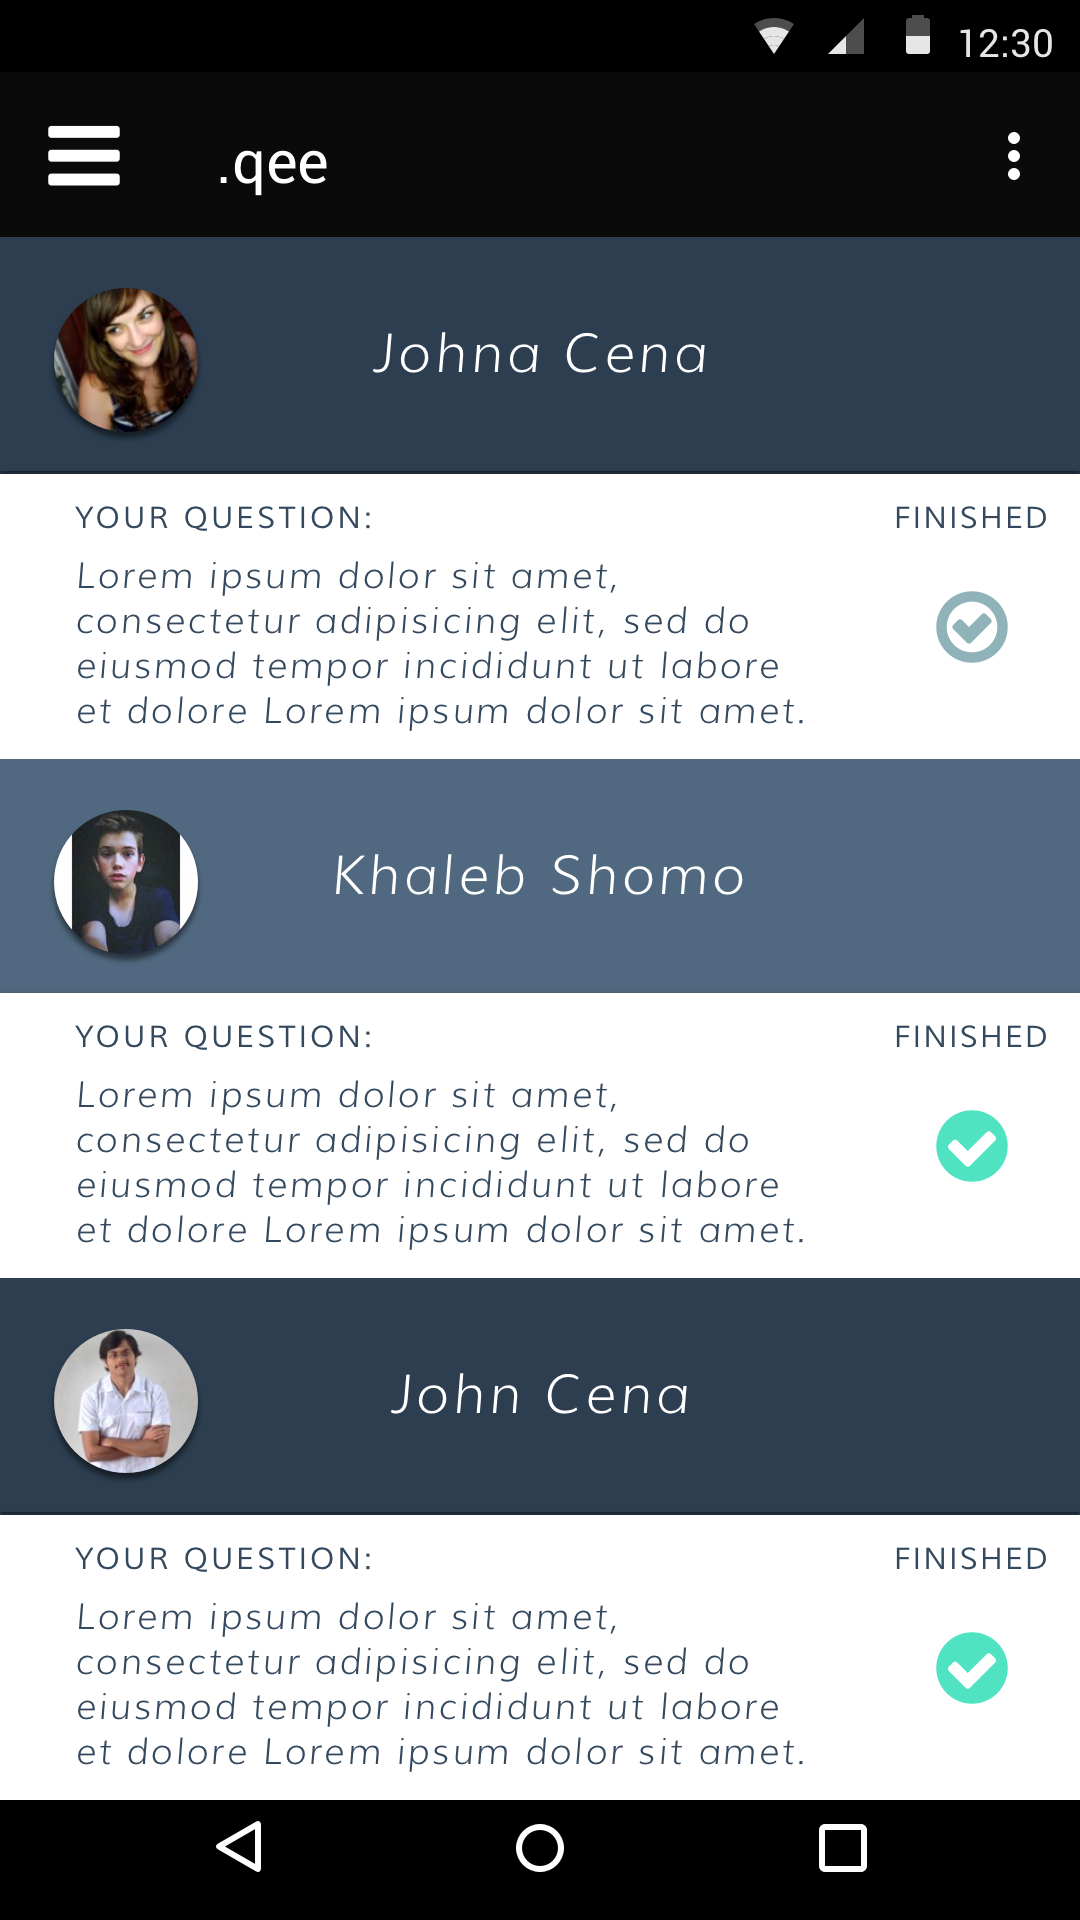 12:30
.qee
Johna Cena
YOUR QUESTION:
FINISHED
Lorem ipsum dolor sit amet,
consectetur adipisicing elit, sed do
eiusmod tempor incididunt ut labore
et dolore Lorem ipsum dolor sit amet.
Khaleb Shomo
YOUR QUESTION:
FINISHED
Lorem ipsum dolor sit amet,
consectetur adipisicing elit, sed do
eiusmod tempor incididunt ut labore
et dolore Lorem ipsum dolor sit amet.
John Cena
YOUR QUESTION:
FINISHED
Lorem ipsum dolor sit amet,
consectetur adipisicing elit, sed do
eiusmod tempor incididunt ut labore
et dolore Lorem ipsum dolor sit amet.